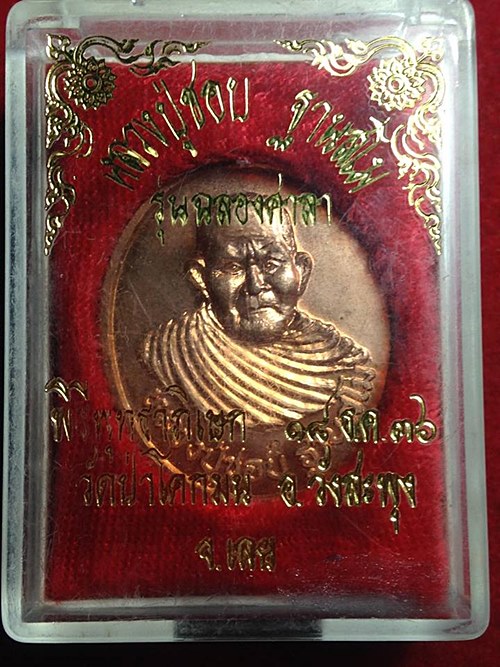 หลวงปู่ชอบ ฐานสโม
รุ่นฉลองศาลา
พิธีพุทธาภิเษก ๑๘ ธ.ค.๓๖
วัดป่าโคกมน อ.วังสะพุง
จ.เลย